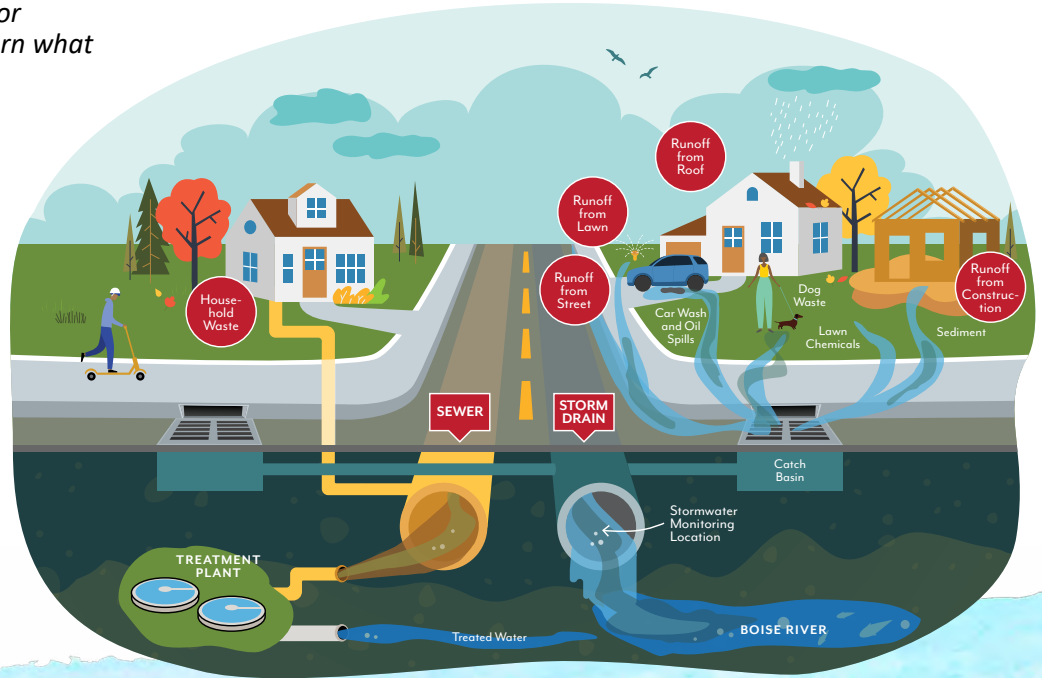 or
rn what
Runoff
from
Roof
Runoff
from
Lawn
Runoff
from
Street
House-
hold
Waste
Car Wash
and Oil
Spills
Dog
Waste
Lawn
Chemicals
Sediment
Runoff
from
Construc-
tion
SEWER
STORM
DRAIN
Catch
Basin
Stormwater
Monitoring
Location
TREATMENT
PLANT
Treated Water
BOISE RIVER